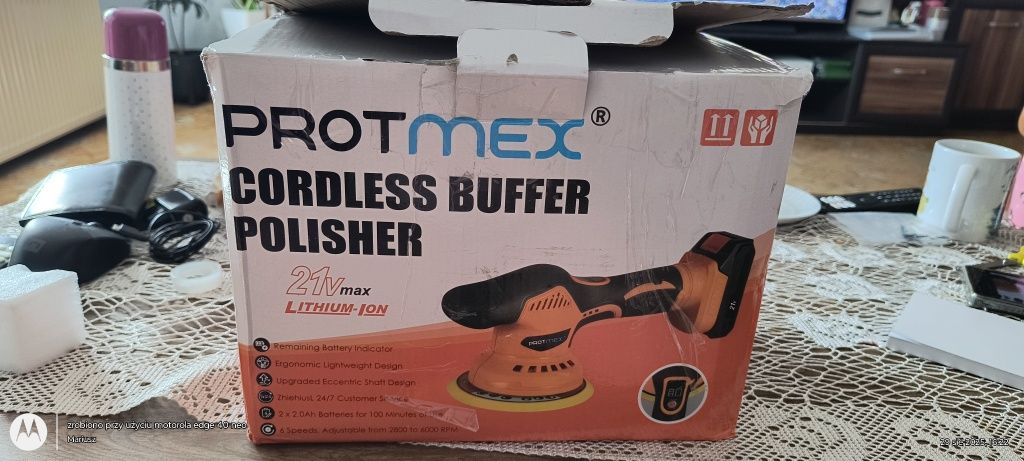 PROTMEX®
CORDLESS BUFFER
POLISHER
21V max
LITHIUM-ION
Remaining Battery Indicator
Ergonomic Lightweight Design
Upgraded Eccentric Shaft Design
ZhiehiusL 24/7 Customer Service
2 x 2.0Ah Batteries for 100 Minutes of Use
6 Speeds, Adjustable from 2800 to 6000 RPM
PROTMEX
21V
zrobiono przy użyciu motorola edge 40 neo
Mariusz